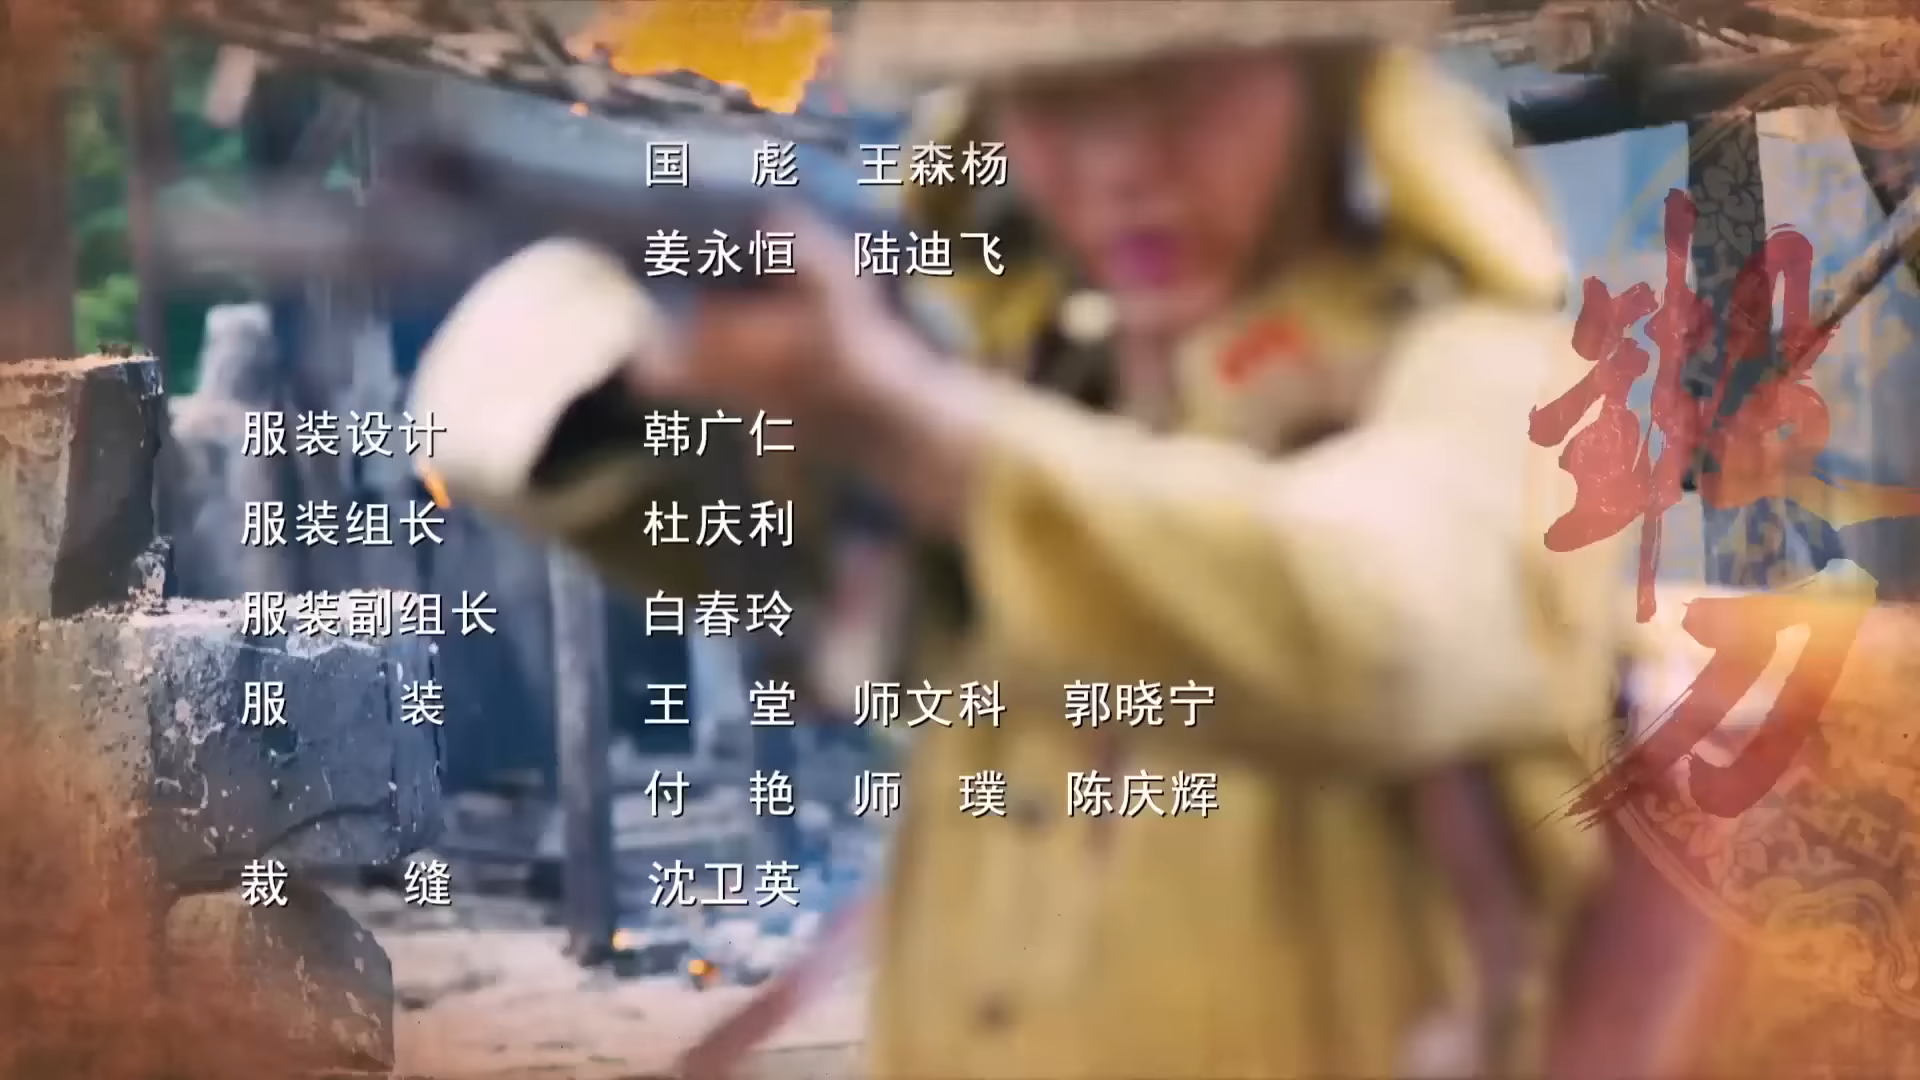 国　彪　王森杨
姜永恒　陆迪飞
服装设计　韩广仁
服装组长　杜庆利
服装副组长　白春玲
服　　装　王　堂　师文科　郭晓宁
付　艳　师　璞　陈庆辉
裁　　缝　沈卫英
刀